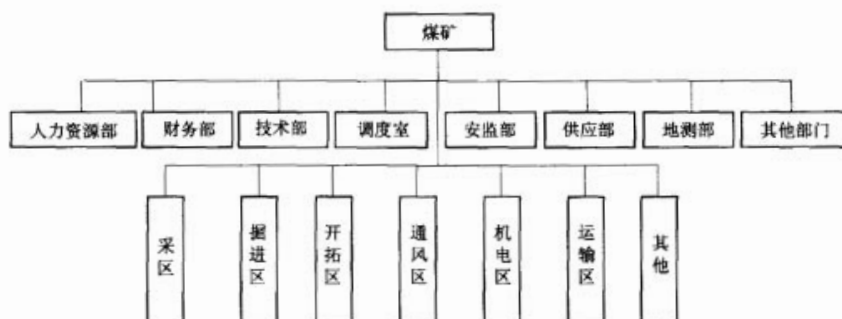 煤矿
人力资源部 财务部 技术部 调度室 安监部 供应部 地测部 其他部门
采区
掘进区
开拓区
通风区
机电区
运输区
其他